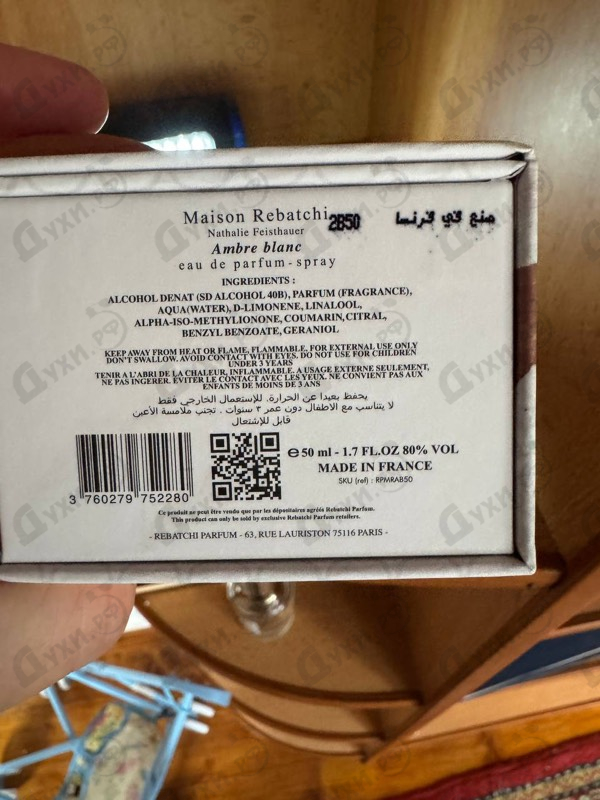 Maison Rebatchi 2B50 صنع في فرنسا
Nathalie Feisthauer
Ambre blanc
eau de parfum - spray
INGREDIENTS :
ALCOHOL DENAT (SD ALCOHOL 40B), PARFUM (FRAGRANCE),
AQUA(WATER), D-LIMONENE, LINALOOL,
ALPHA-ISO-METHYLIONONE, COUMARIN, CITRAL,
BENZYL BENZOATE, GERANIOL
KEEP AWAY FROM HEAT OR FLAME, FLAMMABLE. FOR EXTERNAL USE ONLY
DON'T SWALLOW. AVOID CONTACT WITH EYES. DO NOT USE FOR CHILDREN
UNDER 3 YEARS
TENIR A L'ABRI DE LA CHALEUR, INFLAMMABLE. A USAGE EXTERNE SEULEMENT,
NE PAS INGERER. EVITER LE CONTACT AVEC LES YEUX. NE CONVIENT PAS AUX
ENFANTS DE MOINS DE 3 ANS
يحفظ بعيدا عن الحرارة. للإستعمال الخارجي فقط
لا يتناسب مع الاطفال دون عمر ٣ سنوات . تجنب ملامسة الأعين
قابل للإشتعال
3 760279 752280
℮ 50 ml - 1.7 FL.OZ 80% VOL
MADE IN FRANCE
SKU (ref) : RPMRAB50
Ce produit ne peut être vendu que par les dépositaires agréés Rebatchi Parfum.
This product can only be sold by exclusive Rebatchi Parfum retailers.
- REBATCHI PARFUM - 63, RUE LAURISTON 75116 PARIS -
Духи.рф